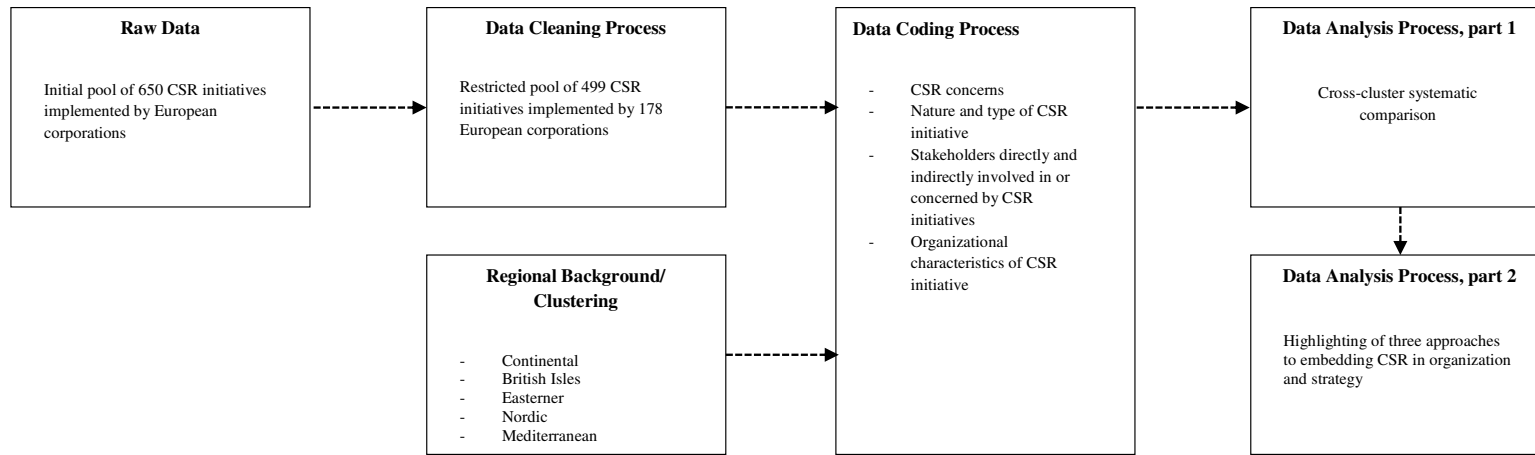 Raw Data
Initial pool of 650 CSR initiatives
implemented by European
corporations
Data Cleaning Process
Restricted pool of 499 CSR
initiatives implemented by 178
European corporations
Regional Background/
Clustering
- Continental
- British Isles
- Easterner
- Nordic
- Mediterranean
Data Coding Process
- CSR concerns
- Nature and type of CSR
initiative
- Stakeholders directly and
indirectly involved in or
concerned by CSR
initiatives
- Organizational
characteristics of CSR
initiative
Data Analysis Process, part 1
Cross-cluster systematic
comparison
Data Analysis Process, part 2
Highlighting of three approaches
to embedding CSR in organization
and strategy